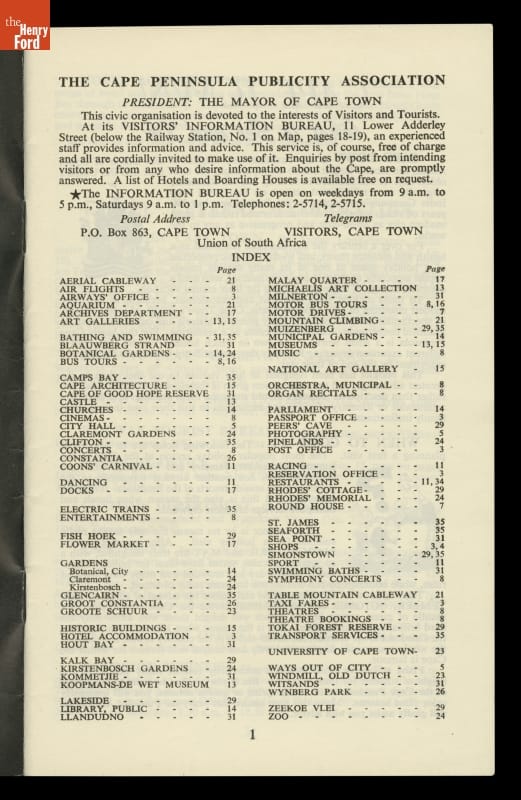 the
Henry
Ford
THE CAPE PENINSULA PUBLICITY ASSOCIATION
PRESIDENT: THE MAYOR OF CAPE TOWN
This civic organisation is devoted to the interests of Visitors and Tourists.
At its VISITORS' INFORMATION BUREAU, 11 Lower Adderley
Street (below the Railway Station, No. 1 on Map, pages 18-19), an experienced
staff provides information and advice. This service is, of course, free of charge
and all are cordially invited to make use of it. Enquiries by post from intending
visitors or from any who desire information about the Cape, are promptly
answered. A list of Hotels and Boarding Houses is available free on request.
★The INFORMATION BUREAU is open on weekdays from 9 a.m. to
5 p.m., Saturdays 9 a.m. to 1 p.m. Telephones: 2-5714, 2-5715.
Postal Address
P.O. Box 863, CAPE TOWN
Telegrams
VISITORS, CAPE TOWN
Union of South Africa
INDEX
Page
AERIAL CABLEWAY - - - 21
AIR FLIGHTS - - - - 8
AIRWAYS' OFFICE - - - 3
AQUARIUM - - - - 21
ARCHIVES DEPARTMENT - - 17
ART GALLERIES - - - 13, 15
BATHING AND SWIMMING - 31, 35
BLAAUWBERG STRAND - - 31
BOTANICAL GARDENS - - - 14, 24
BUS TOURS - - - - 8, 16
CAMPS BAY - - - - 35
CAPE ARCHITECTURE - - - 15
CAPE OF GOOD HOPE RESERVE 31
CASTLE - - - - - 13
CHURCHES - - - - 14
CINEMAS - - - - - 8
CITY HALL - - - - 5
CLAREMONT GARDENS - - 24
CLIFTON - - - - - 35
CONCERTS - - - - 8
CONSTANTIA - - - - 26
COONS' CARNIVAL - - - 11
DANCING - - - - 11
DOCKS - - - - - 17
ELECTRIC TRAINS - - - 35
ENTERTAINMENTS - - - 8
FISH HOEK - - - - 29
FLOWER MARKET - - - 17
GARDENS
Botanical, City - - - 14
Claremont - - - - 24
Kirstenbosch - - - - 24
GLENCAIRN - - - - 35
GROOT CONSTANTIA - - - 26
GROOTE SCHUUR - - - 23
HISTORIC BUILDINGS - - - 15
HOTEL ACCOMMODATION - 3
HOUT BAY - - - - 31
KALK BAY - - - - 29
KIRSTENBOSCH GARDENS - 24
KOMMETJIE - - - - 31
KOOPMANS-DE WET MUSEUM 13
LAKESIDE - - - - 29
LIBRARY, PUBLIC - - - 14
LLANDUDNO - - - - 31
Page
MALAY QUARTER - - - 17
MICHAELIS ART COLLECTION 13
MILNERTON - - - - - 31
MOTOR BUS TOURS - - - 8, 16
MOTOR DRIVES - - - - 7
MOUNTAIN CLIMBING - - - 21
MUIZENBERG - - - - 29, 35
MUNICIPAL GARDENS - - - 14
MUSEUMS - - - - 13, 15
MUSIC - - - - - 8
NATIONAL ART GALLERY - 15
ORCHESTRA, MUNICIPAL - - 8
ORGAN RECITALS - - - 8
PARLIAMENT - - - - 14
PASSPORT OFFICE - - - 3
PEERS' CAVE - - - - 29
PHOTOGRAPHY - - - - 5
PINELANDS - - - - 24
POST OFFICE - - - - 3
RACING - - - - - 11
RESERVATION OFFICE - - 3
RESTAURANTS - - - - 11, 34
RHODES' COTTAGE - - - 29
RHODES' MEMORIAL - - 24
ROUND HOUSE - - - - 7
ST. JAMES - - - - 35
SEAFORTH - - - - 35
SEA POINT - - - - 31
SHOPS - - - - - 3, 4
SIMONSTOWN - - - - 29, 35
SPORT - - - - - 11
SWIMMING BATHS - - - 31
SYMPHONY CONCERTS - - 8
TABLE MOUNTAIN CABLEWAY 21
TAXI FARES - - - - 3
THEATRES - - - - 8
THEATRE BOOKINGS - - - 8
TOKAI FOREST RESERVE - - 29
TRANSPORT SERVICES - - - 35
UNIVERSITY OF CAPE TOWN - 23
WAYS OUT OF CITY - - - 5
WINDMILL, OLD DUTCH - - 23
WITSANDS - - - - 31
WYNBERG PARK - - - 26
ZEEKOE VLEI - - - - 29
ZOO - - - - - - 24
1